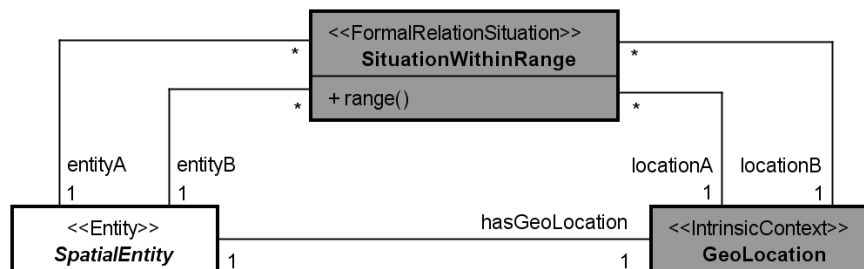 <<FormalRelationSituation>>
SituationWithinRange
+ range()
*
*
*
*
entityA
entityB
locationA
locationB
1
1
1
1
<<Entity>>
SpatialEntity
hasGeoLocation
1
1
<<IntrinsicContext>>
GeoLocation